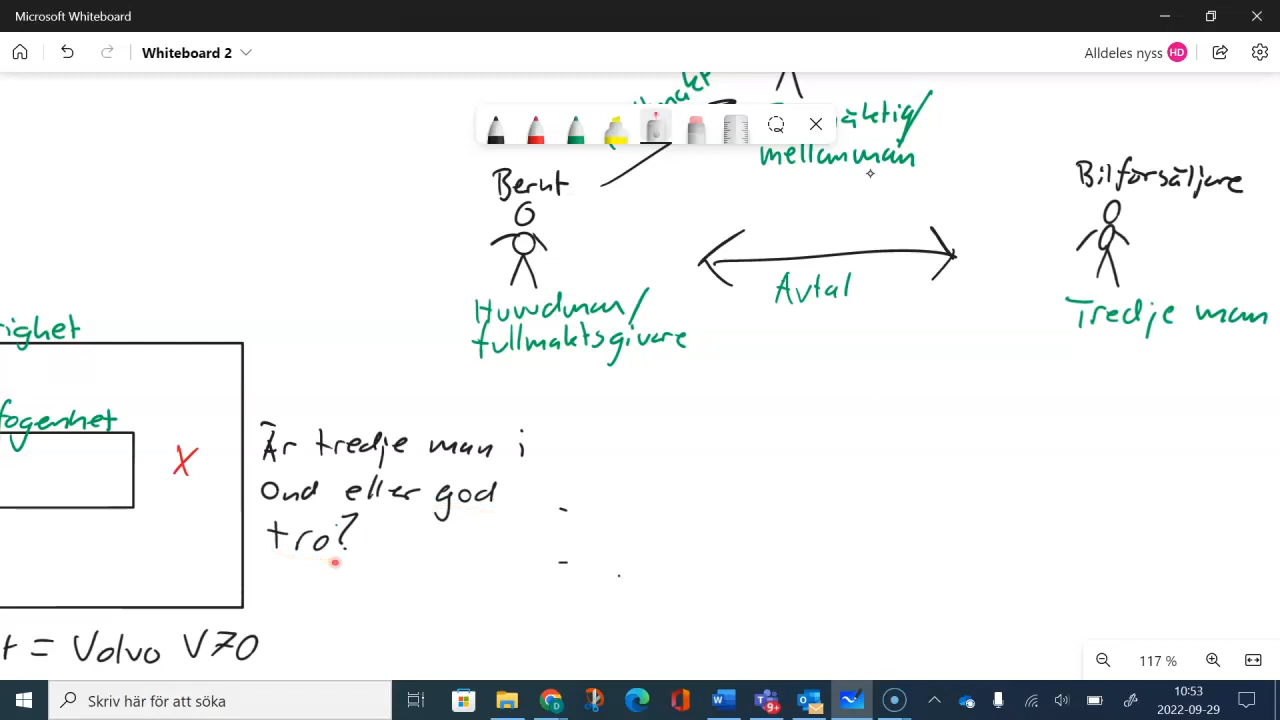 Microsoft Whiteboard
Whiteboard 2
Alldeles nyss HD
mellanman
Bernt
Bilförsäljare
Avtal
Huvudman/
fullmaktsgivare
Tredje man
Är tredje man i
Ond eller god
tro?
X
= Volvo V70
117 %
Skriv här för att söka
9+
10:53
2022-09-29